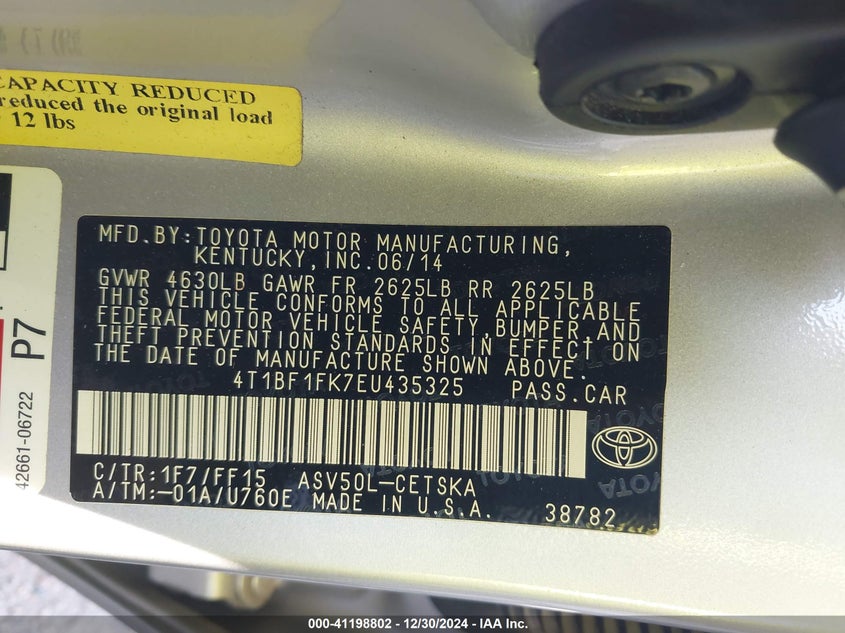 CAPACITY REDUCED
reduced the original load
12 lbs
P7
42661-06722
MFD.BY:TOYOTA MOTOR MANUFACTURING,
KENTUCKY,INC.06/14
GVWR 4630LB GAWR FR 2625LB RR 2625LB
THIS VEHICLE CONFORMS TO ALL APPLICABLE
FEDERAL MOTOR VEHICLE SAFETY,BUMPER,AND
THEFT PREVENTION STANDARDS IN EFFECT ON
THE DATE OF MANUFACTURE SHOWN ABOVE.
4T1BF1FK7EU435325 PASS.CAR
C/TR:1F7/FF15 ASV50L-CETSKA
A/TM:-01A/U760E MADE IN U.S.A. 38782
000-41198802 - 12/30/2024 - IAA Inc.